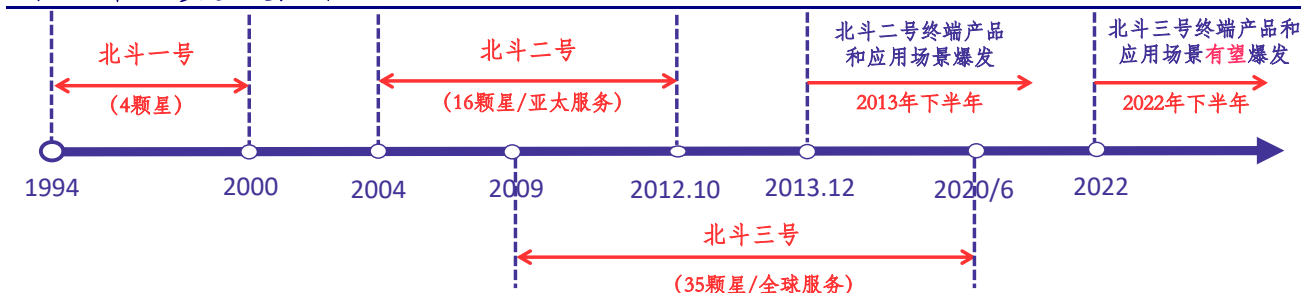 北斗一号
(4颗星)
北斗二号
(16颗星/亚太服务)
北斗二号终端产品
和应用场景爆发
2013年下半年
北斗三号终端产品和
应用场景有望爆发
2022年下半年
1994
2000
2004
2009
2012.10
2013.12
2020/6
2022
北斗三号
(35颗星/全球服务)